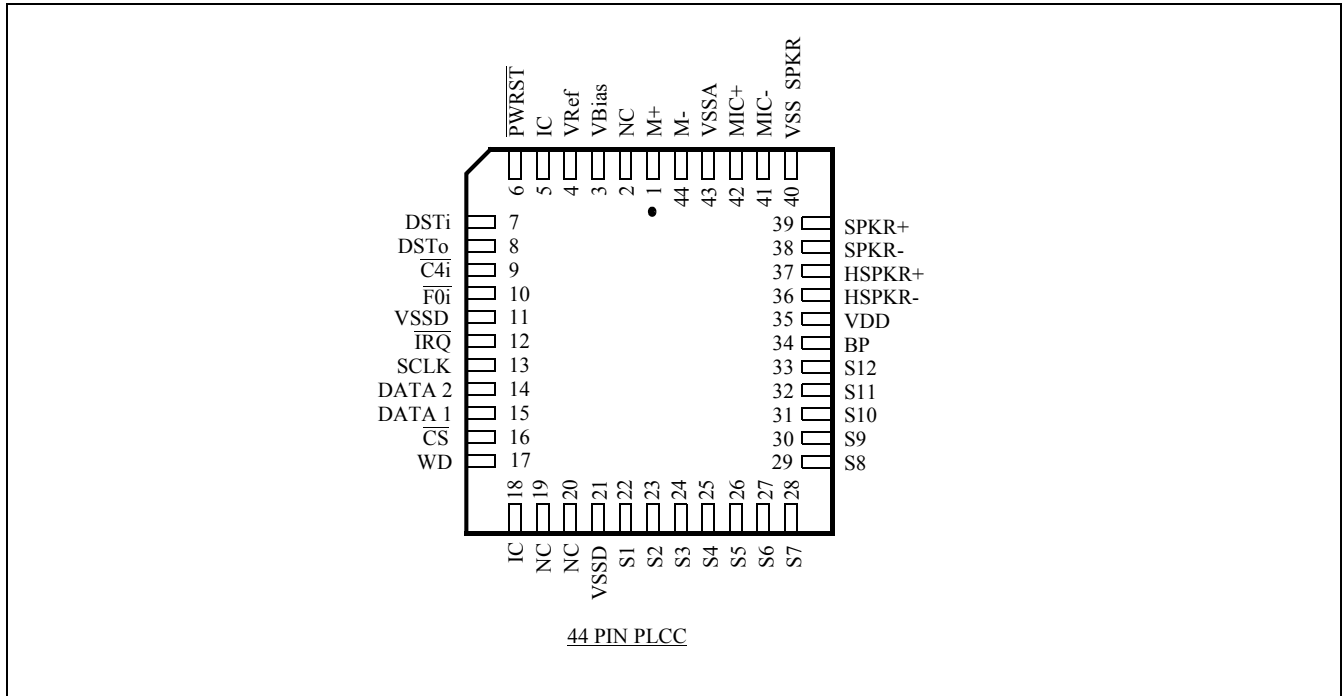 PWRST
IC
VRef
VBias
NC
M+
M-
VSSA
MIC+
MIC-
VSS SPKR
6
5
4
3
2
1
44
43
42
41
40
DSTi 7
DSTo 8
C4i 9
F0i 10
VSSD 11
IRQ 12
SCLK 13
DATA 2 14
DATA 1 15
CS 16
WD 17
39 SPKR+
38 SPKR-
37 HSPKR+
36 HSPKR-
35 VDD
34 BP
33 S12
32 S11
31 S10
30 S9
29 S8
18
19
20
21
22
23
24
25
26
27
28
IC
NC
NC
VSSD
S1
S2
S3
S4
S5
S6
S7
44 PIN PLCC